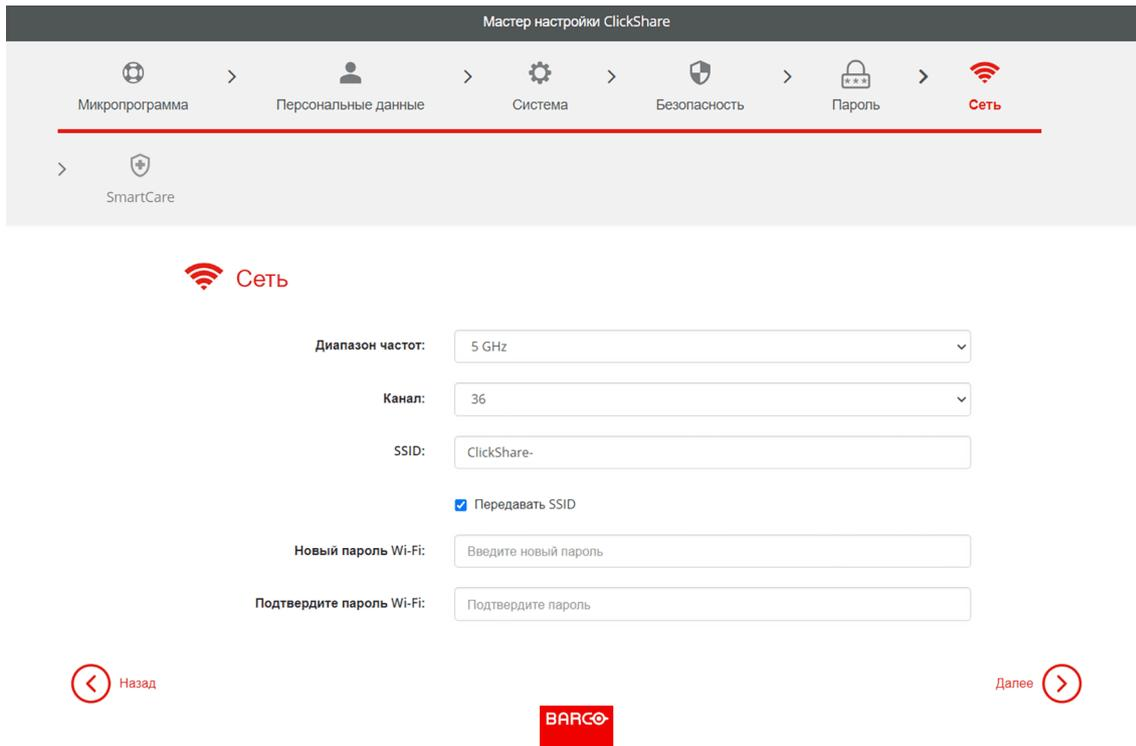 Мастер настройки ClickShare
Микропрограмма
Персональные данные
Система
Безопасность
Пароль
Сеть
SmartCare
Сеть
Диапазон частот:
5 GHz
Канал:
36
SSID:
ClickShare-
Передавать SSID
Новый пароль Wi-Fi:
Введите новый пароль
Подтвердите пароль Wi-Fi:
Подтвердите пароль
Назад
Далее
BARCO